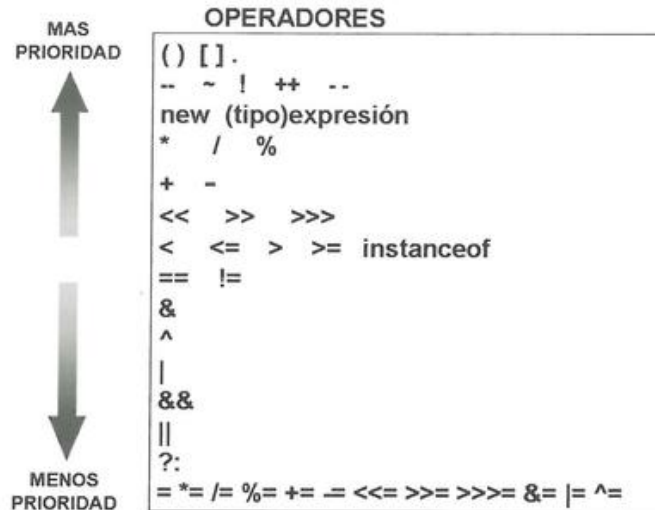 OPERADORES
MAS
PRIORIDAD
( ) [ ] .
-- ~ ! ++ - -
new (tipo)expresión
* / %
+ -
<< >> >>>
< <= > >= instanceof
== !=
&
^
|
&&
||
?:
= *= /= %= += -= <<= >>= >>>= &= |= ^=
MENOS
PRIORIDAD